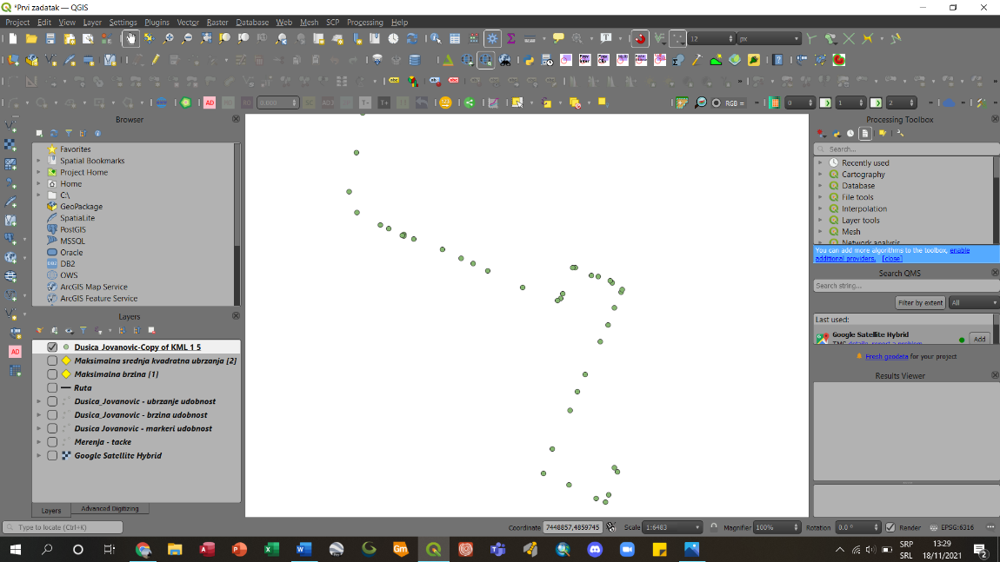 *Prvi zadatak — QGIS
Project Edit View Layer Settings Plugins Vector Raster Database Web Mesh SCP Processing Help
12 px
0.000
RGB = 0 1 2
Browser
Favorites
Spatial Bookmarks
Project Home
Home
C:\
GeoPackage
SpatiaLite
PostGIS
MSSQL
Oracle
DB2
OWS
ArcGIS Map Service
ArcGIS Feature Service
Layers
Dusica_Jovanovic-Copy of KML 1 5
Maksimalna srednja kvadratna ubrzanja [2]
Maksimalno brzina [1]
Ruta
Dusica_Jovanovic - ubrzanje udobnost
Dusica_Jovanovic - brzina udobnost
Dusica Jovanovic - markeri udobnost
Merenja - tacke
Google Satellite Hybrid
Layers Advanced Digitizing
Processing Toolbox
Search...
Recently used
Cartography
Database
File tools
Interpolation
Layer tools
Mesh
Network analysis
You can add more algorithms to the toolbox, enable
additional providers. [close]
Search QMS
Search string...
Filter by extent All
Last used:
Google Satellite Hybrid
TMS details, report a problem
Add
Fresh geodata for your project
Results Viewer
Type to locate (Ctrl+K)
Coordinate 7448857,4859745 Scale 1:6483 Magnifier 100% Rotation 0.0 ° Render EPSG:6316
SRP
SRL
13:29
18/11/2021
2